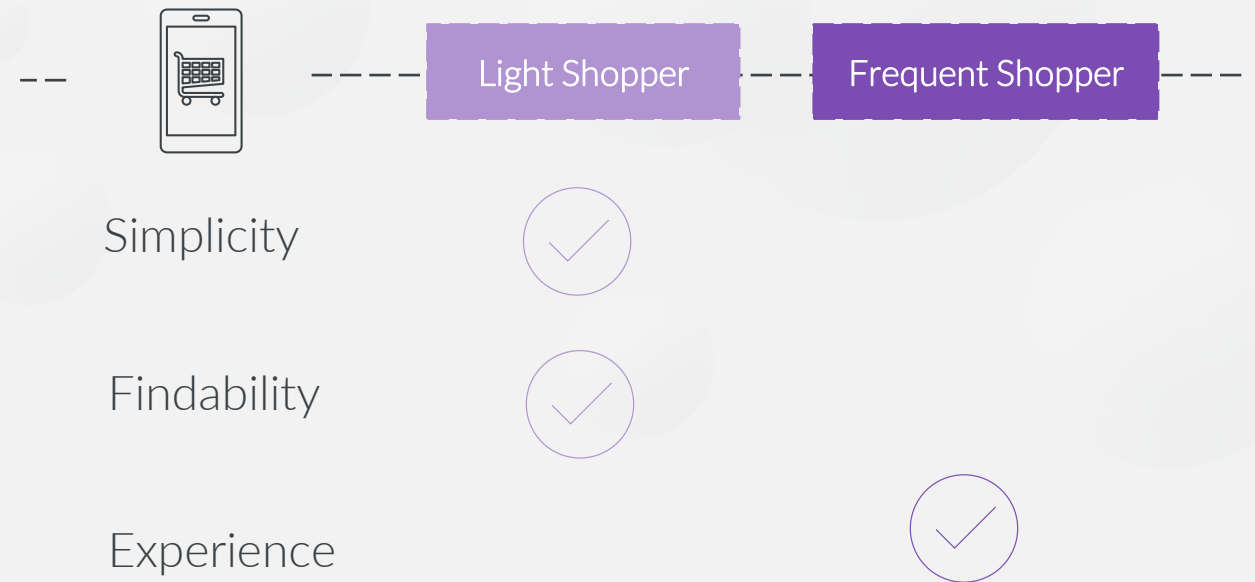 Light Shopper
Frequent Shopper
Simplicity
Findability
Experience